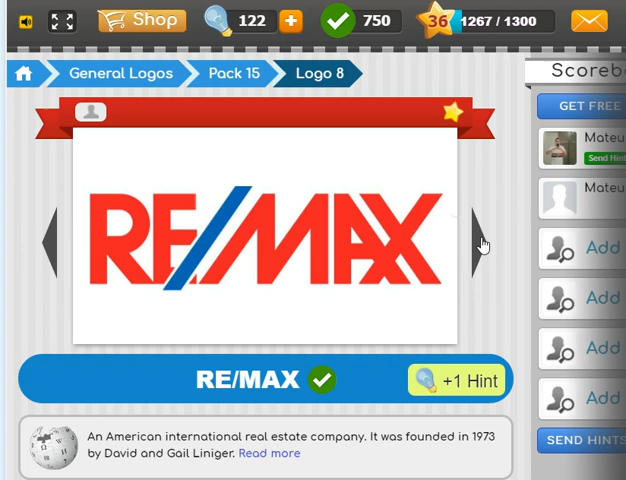 Shop
122
+
750
36
1267 / 1300
General Logos
Pack 15
Logo 8
Scoreb
GET FREE
Mateu
Send Hint
Mateu
RE/MAX
Add
Add
Add
Add
RE/MAX
+1 Hint
An American international real estate company. It was founded in 1973
by David and Gail Liniger. Read more
SEND HINTS